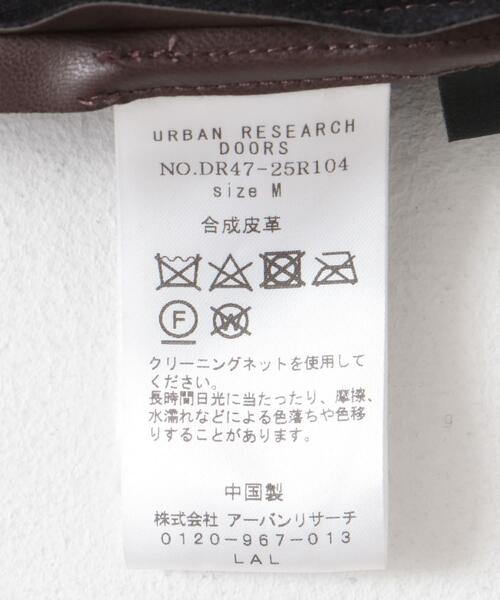 URBAN RESEARCH
DOORS
NO.DR47-25R104
size M
合成皮革
F W
クリーニングネットを使用して
ください。
長時間日光に当たったり、摩擦、
水濡れなどによる色落ちや色移
りすることがあります。
中国製
株式会社 アーバンリサーチ
0120-967-013
LAL